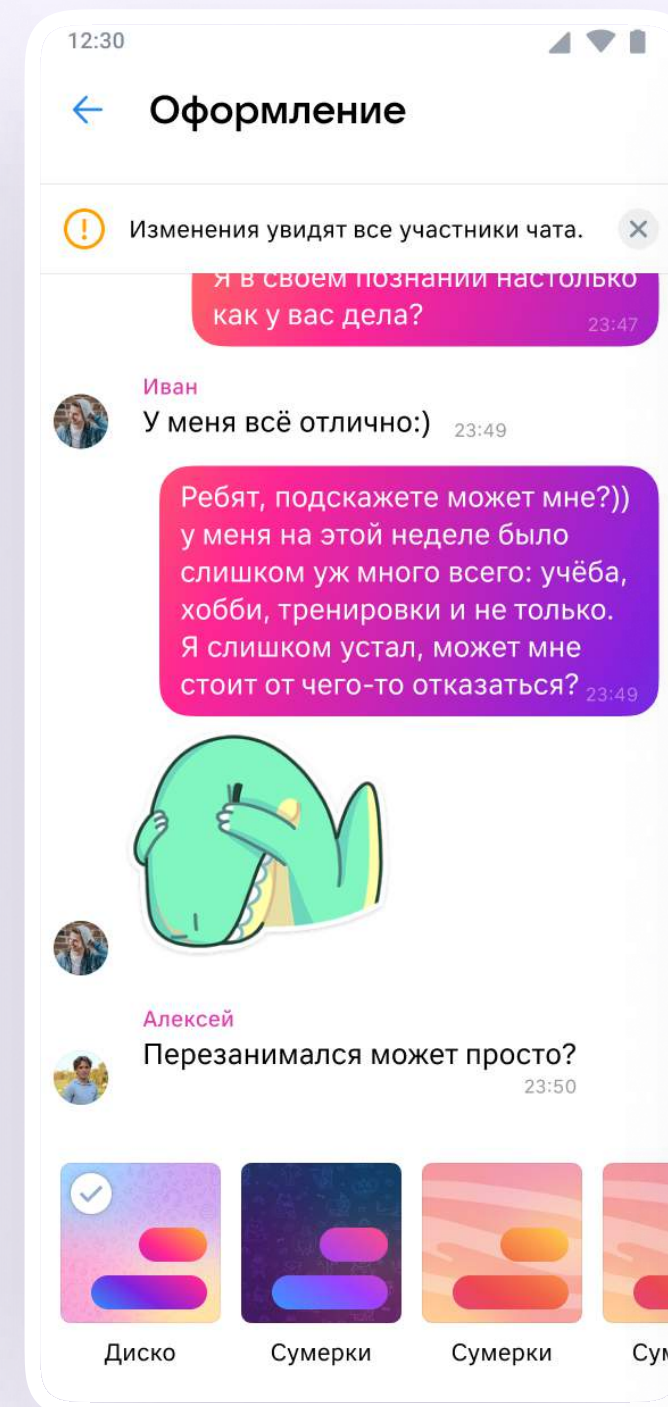 12:30
Оформление
Изменения увидят все участники чата.
Я в своем познании настолько
как у вас дела?
23:47
Иван
У меня всё отлично:) 23:49
Ребят, подскажете может мне?))
у меня на этой неделе было
слишком уж много всего: учёба,
хобби, тренировки и не только.
Я слишком устал, может мне
стоит от чего-то отказаться? 23:49
Алексей
Перезанимался может просто?
23:50
Диско Сумерки Сумерки